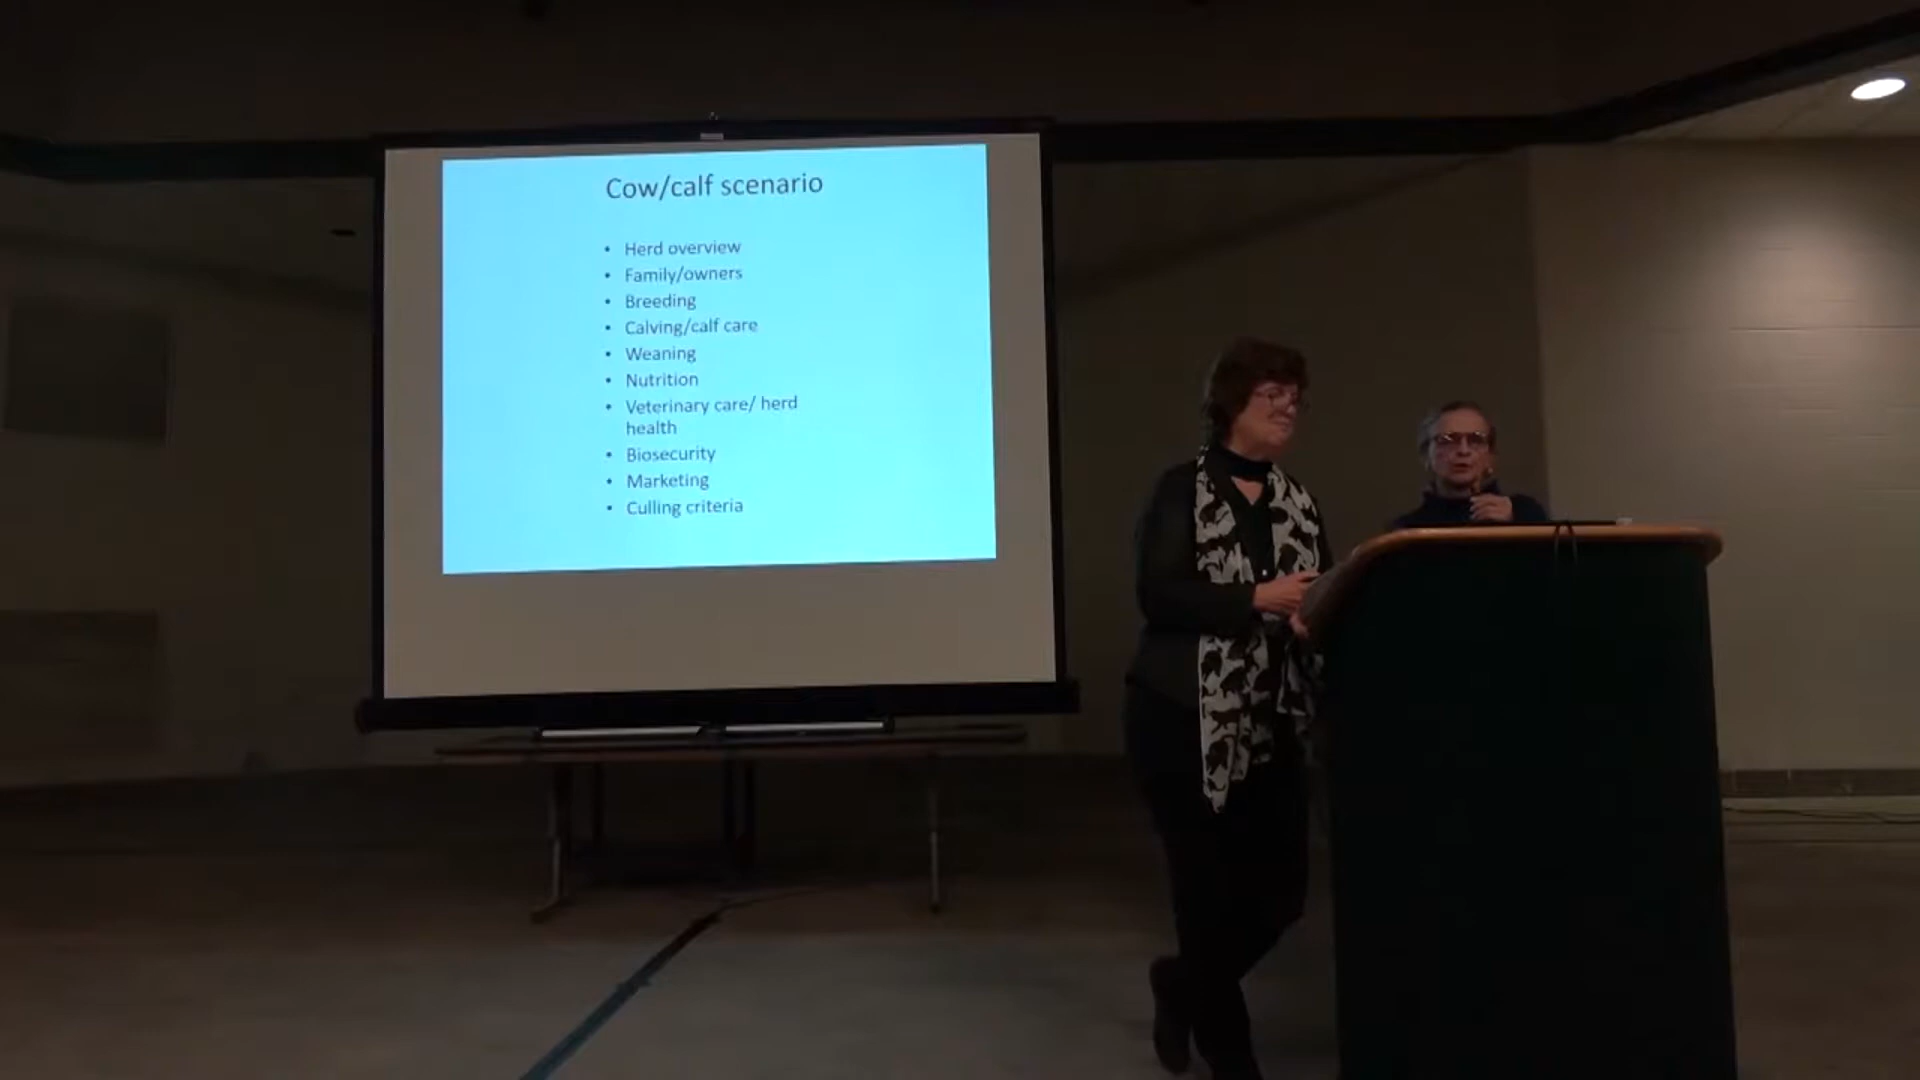 Cow/calf scenario
• Herd overview
• Family/owners
• Breeding
• Calving/calf care
• Weaning
• Nutrition
• Veterinary care/ herd
health
• Biosecurity
• Marketing
• Culling criteria